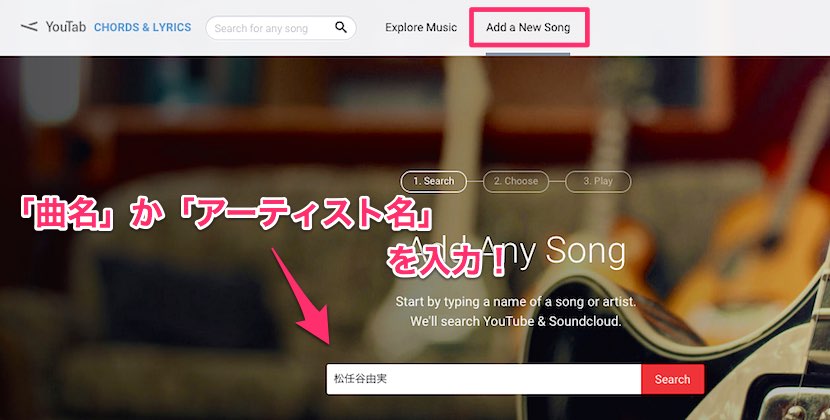 YouTab CHORDS & LYRICS Search for any song Explore Music Add a New Song
1. Search 2. Choose 3. Play
「曲名」か「アーティスト名」
を入力！
Add Any Song
Start by typing a name of a song or artist.
We'll search YouTube & Soundcloud.
松任谷由実 Search